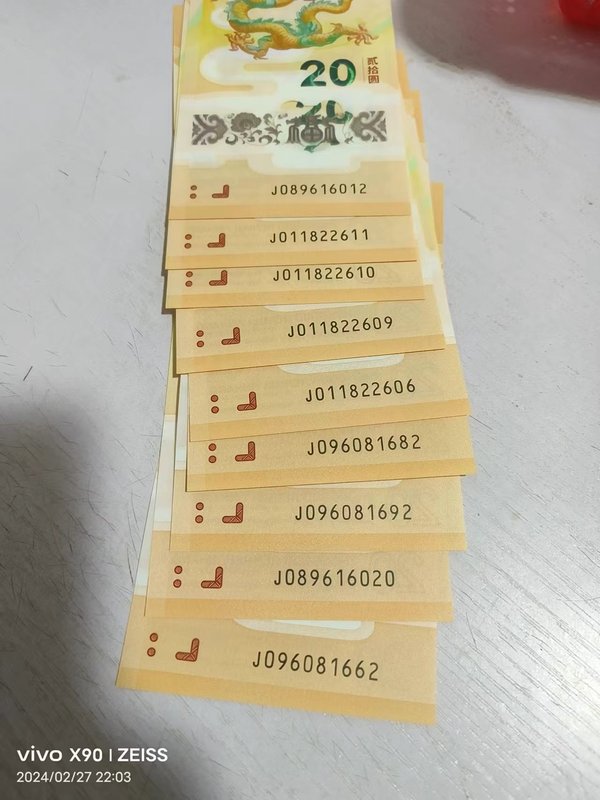 20
贰拾圆
20
J089616012
J011822611
J011822610
J011822609
J011822606
J096081682
J096081692
J089616020
J096081662
vivo X90 | ZEISS
2024/02/27 22:03